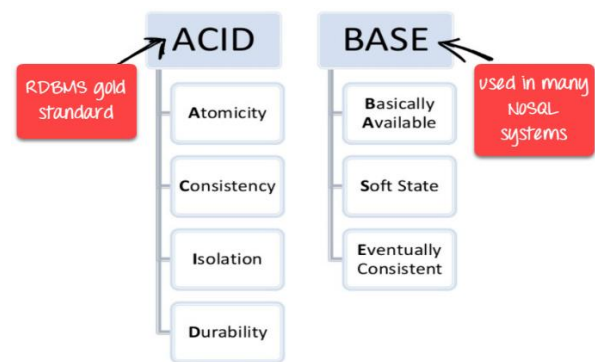 ACID
BASE
RDBMS gold
standard
used in many
NoSQL
systems
Atomicity
Consistency
Isolation
Durability
Basically
Available
Soft State
Eventually
Consistent